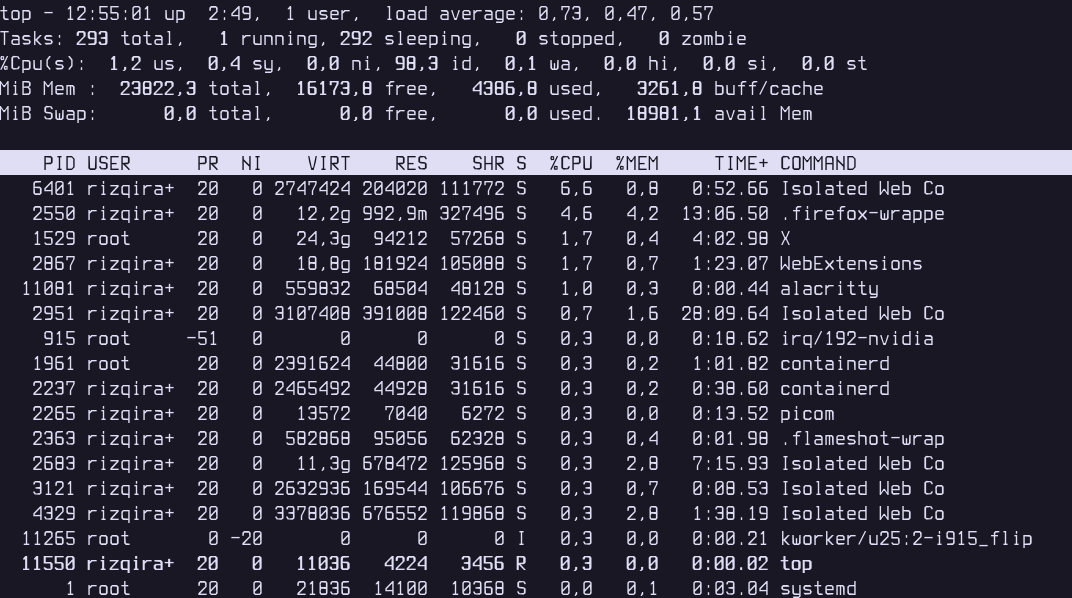 top - 12:55:01 up  2:49,  1 user,  load average: 0,73, 0,47, 0,57
Tasks: 293 total,   1 running, 292 sleeping,   0 stopped,   0 zombie
%Cpu(s):  1,2 us,  0,4 sy,  0,0 ni, 98,3 id,  0,1 wa,  0,0 hi,  0,0 si,  0,0 st
MiB Mem :  23822,3 total,  16173,8 free,   4386,8 used,   3261,8 buff/cache
MiB Swap:      0,0 total,      0,0 free,      0,0 used.  18981,1 avail Mem
    PID USER      PR  NI    VIRT    RES    SHR S  %CPU  %MEM     TIME+ COMMAND
   6401 rizqira+  20   0 2747424 204020 111772 S   6,6   0,8   0:52.66 Isolated Web Co
   2550 rizqira+  20   0   12,2g 992,9m 327496 S   4,6   4,2  13:06.50 .firefox-wrappe
   1529 root      20   0   24,3g  94212  57268 S   1,7   0,4   4:02.98 X
   2867 rizqira+  20   0   18,8g 181924 105088 S   1,7   0,7   1:23.07 WebExtensions
  11081 rizqira+  20   0  559832  68504  48128 S   1,0   0,3   0:00.44 alacritty
   2951 rizqira+  20   0 3107408 391008 122460 S   0,7   1,6  28:09.64 Isolated Web Co
    915 root     -51   0       0      0      0 S   0,3   0,0   0:18.62 irq/192-nvidia
   1961 root      20   0 2391624  44800  31616 S   0,3   0,2   1:01.82 containerd
   2237 rizqira+  20   0 2465492  44928  31616 S   0,3   0,2   0:38.60 containerd
   2265 rizqira+  20   0   13572   7040   6272 S   0,3   0,0   0:13.52 picom
   2363 rizqira+  20   0  582868  95056  62328 S   0,3   0,4   0:01.98 .flameshot-wrap
   2683 rizqira+  20   0   11,3g 678472 125968 S   0,3   2,8   7:15.93 Isolated Web Co
   3121 rizqira+  20   0 2632936 169544 106676 S   0,3   0,7   0:08.53 Isolated Web Co
   4329 rizqira+  20   0 3378036 676552 119868 S   0,3   2,8   1:38.19 Isolated Web Co
  11265 root       0 -20       0      0      0 I   0,3   0,0   0:00.21 kworker/u25:2-i915_flip
  11550 rizqira+  20   0   11036   4224   3456 R   0,3   0,0   0:00.02 top
      1 root      20   0   21836  14100  10368 S   0,0   0,1   0:03.04 systemd